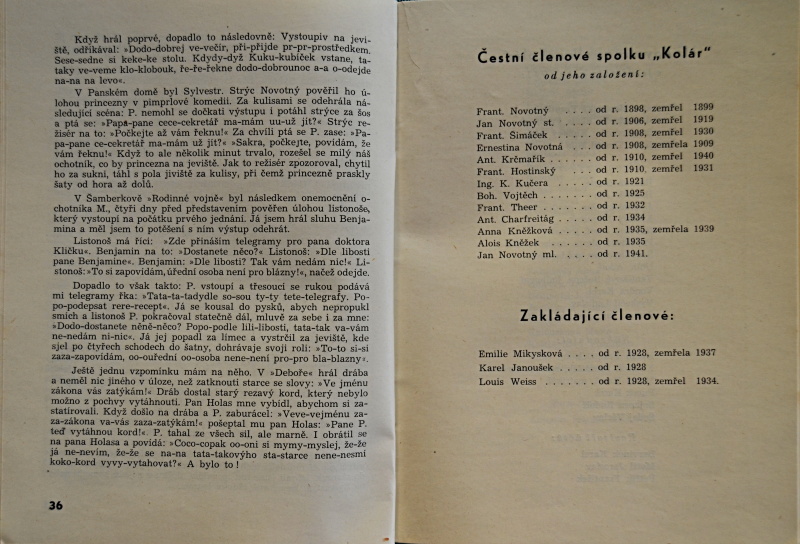 Když hrál poprvé, dopadlo to následovně: Vystoupiv na jevi-
ště, odříkával: »Dodo-dobrej ve-večír, při-přijde pr-pr-prostředkem.
Sese-sedne si keke-ke stolu. Kdydy-dyž Kuku-kubíček vstane, ta-
taky ve-veme klo-klobouk, ře-ře-řekne dodo-dobrounoc a-a o-odejde
na-na na levo«.
V Panském domě byl Sylvestr. Strýc Novotný pověřil ho ú-
lohou princezny v pimprlové komedii. Za kulisami se odehrála ná-
sledující scéna: P. nemohl se dočkati výstupu i potáhl strýce za šos
a ptá se: »Papa-pane cece-cekretář ma-mám uu-už jít?« Strýc re-
žisér na to: »Počkejte až vám řeknu!« Za chvíli ptá se P. zase: »Pa-
papa-pane ce-cekretář ma-mám už jít?« »Sakra, počkejte, povídám, že
vám řeknu!« Když to ale několik minut trvalo, rozešel se milý náš
ochotník, co by princezna na jeviště. Jak to režisér zpozoroval, chytil
ho za sukni, táhl s pola jeviště za kulisy, při čemž princezně praskly
šaty od hora až dolů.
V Šamberkově »Rodinné vojně« byl následkem onemocnění o-
chotníka M., čtyři dny před představením pověřen úlohou listonoše,
který vystoupí na počátku prvého jednání. Já jsem hrál sluhu Benja-
mina a měl jsem to potěšení s ním výstup odehrát.
Listonoš má říci: »Zde přináším telegramy pro pana doktora
Kličku«. Benjamin na to: »Dostanete něco?« Listonoš: »Dle libosti
pane Benjamine«. Benjamin: »Dle libosti? Tak vám nedám nic!« Li-
stonoš: »To si zapovídám, úřední osoba není pro blázny!«, načež odejde.
Dopadlo to však takto: P. vstoupí a třesoucí se rukou podává
mi telegramy řka: »Tata-ta-tadydle so-sou ty-ty tete-telegrafy. Po-
popo-podepsat rere-recept«. Já se kousal do pysků, abych nepropukl
smích a listonoš P. pokračoval statečně dál, mluvě za sebe i za mne:
»Dodo-dostanete něně-něco? Popo-podle lili-libosti, tata-tak va-vám
ne-nedám ni-nic«. Já jej popadl za límec a vystrčil za jeviště, kde
sjel po čtyřech schodech do šatny, dohrávaje svoji roli: »To-to si-si
zaza-zapovídám, oo-ouřední oo-osoba nene-není pro-pro bla-blazny«.
Ještě jednu vzpomínku mám na něho. V »Deboře« hrál drába
a neměl nic jiného v úloze, než zatknouti starce se slovy: »Ve jménu
zákona vás zatýkám!« Dráb dostal starý rezavý kord, který nebylo
možno z pochvy vytáhnouti. Pan Holas mne vybídl, abychom si za-
statirovali. Když došlo na drába a P. zaburácel: »Veve-vejménu za-
za-zákona va-vás zaza-zatýkám!« pošeptal mu pan Holas: »Pane P.
teď vytáhnou kord!« P. tahal ze všech sil, ale marně. I obrátil se
na pana Holasa a povídá: »Coco-copak oo-oni si mymy-myslej, že-že
já ne-nevím, že-že se na-na tata-takovýho sta-starce nene-nesmí
koko-kord vyvy-vytahovat?« A bylo to !
36
Čestní členové spolku „Kolár"
od jeho založení:
Frant. Novotný . . . . od r. 1898, zemřel 1899
Jan Novotný st. . . . . od r. 1906, zemřel 1919
Frant. Šimáček . . . . od r. 1908, zemřel 1930
Ernestina Novotná . . . od r. 1908, zemřela 1909
Ant. Krčmařík . . . . . od r. 1910, zemřel 1940
Frant. Hostinský . . . . od r. 1910, zemřel 1931
Ing. K. Kučera . . . . . od r. 1921
Boh. Vojtěch . . . . . . od r. 1925
Frant. Theer . . . . . . od r. 1932
Ant. Charfreitág . . . . od r. 1934
Anna Kněžková . . . . od r. 1935, zemřela 1939
Alois Kněžek . . . . . od r. 1935
Jan Novotný ml. . . . . od r. 1941.
Zakládající členové:
Emilie Mikysková . . . . od r. 1928, zemřela 1937
Karel Janoušek . . . . od r. 1928
Louis Weiss . . . . . od r. 1928, zemřel 1934.